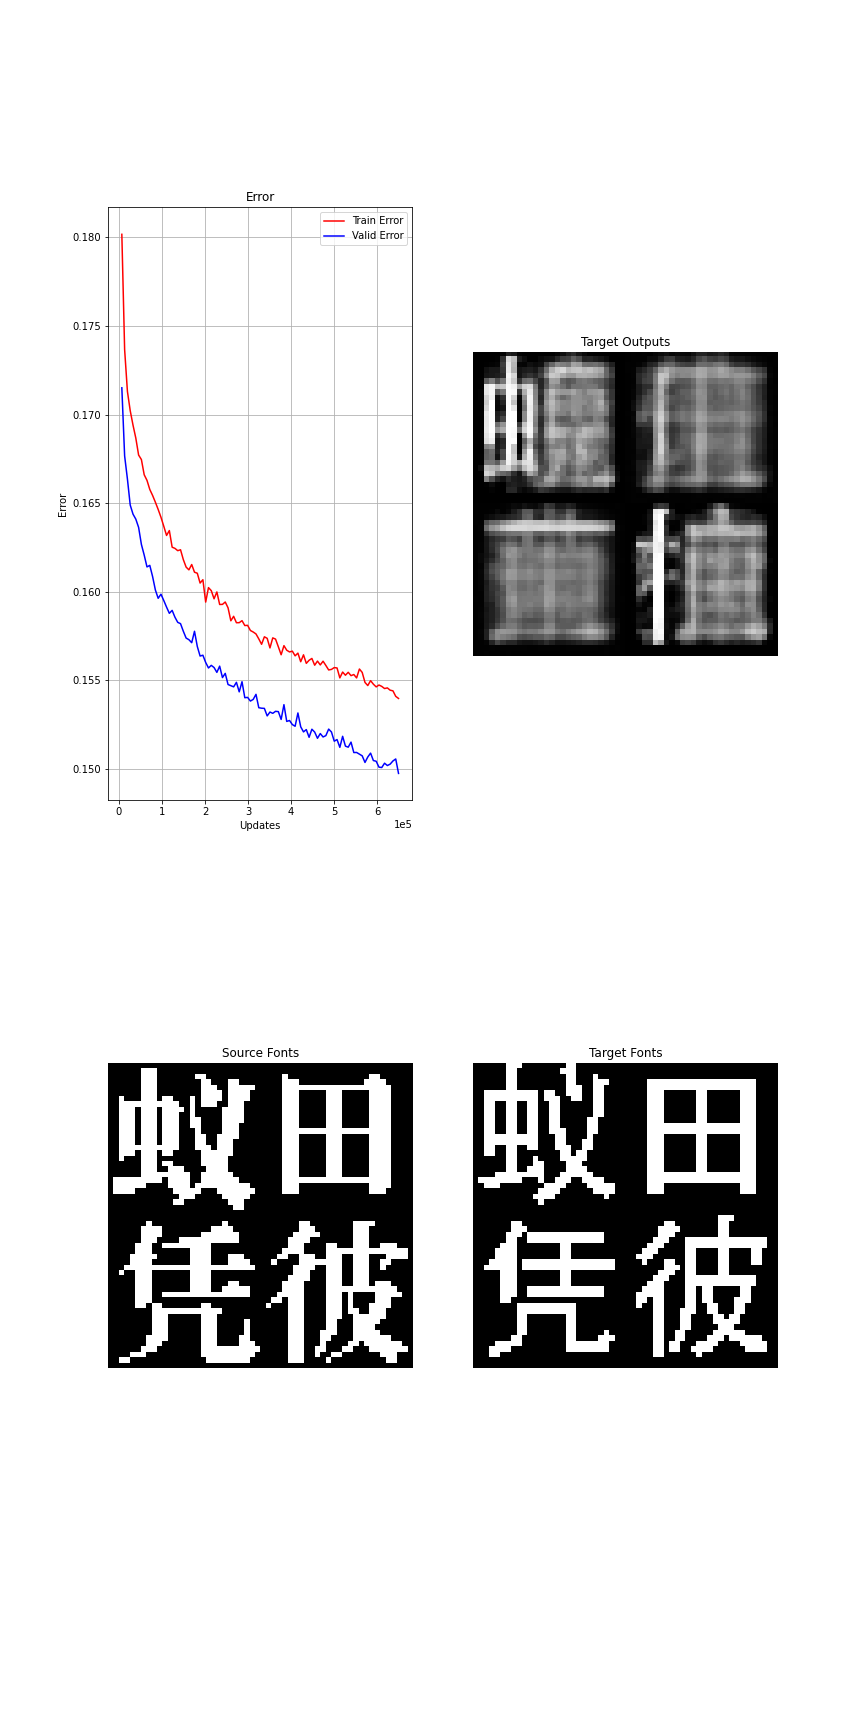 Error
Train Error
Valid Error
0.180
0.175
0.170
0.165
0.160
0.155
0.150
Error
0 1 2 3 4 5 6
1e5
Updates
Target Outputs
Source Fonts
蚁田
凭彼
Target Fonts
蚁田
凭彼